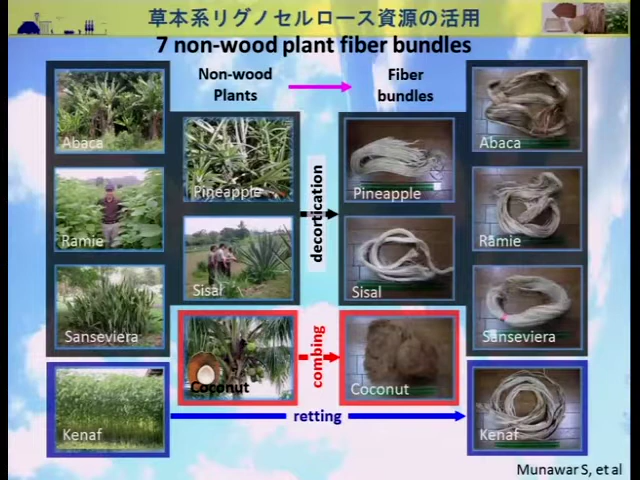 草本系リグノセルロース資源の活用
7 non-wood plant fiber bundles
Non-wood
Plants
Fiber
bundles
Abaca
Pineapple
Pineapple
Abaca
Ramie
Sisal
decortication
Sisal
Ramie
Sanseviera
Coconut
combing
Coconut
Sanseviera
Kenaf
retting
Kenaf
Munawar S, et al